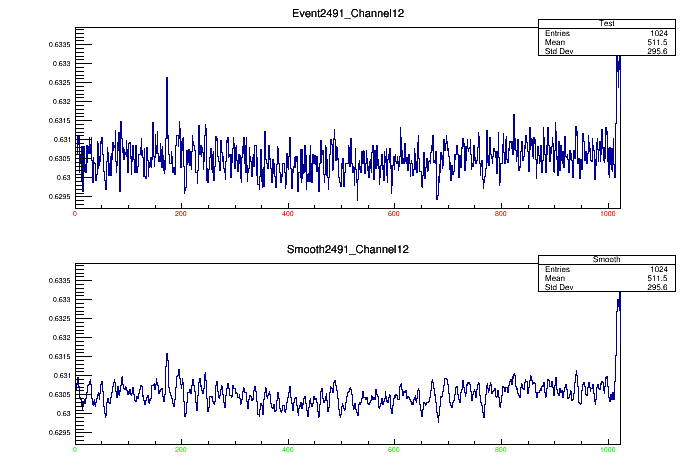 Event2491_Channel12
Test
Entries 1024
Mean 511.5
Std Dev 295.6
0.6335
0.633
0.6325
0.632
0.6315
0.631
0.6305
0.63
0.6295
0 200 400 600 800 1000
Smooth2491_Channel12
Smooth
Entries 1024
Mean 511.5
Std Dev 295.6
0.6335
0.633
0.6325
0.632
0.6315
0.631
0.6305
0.63
0.6295
0 200 400 600 800 1000